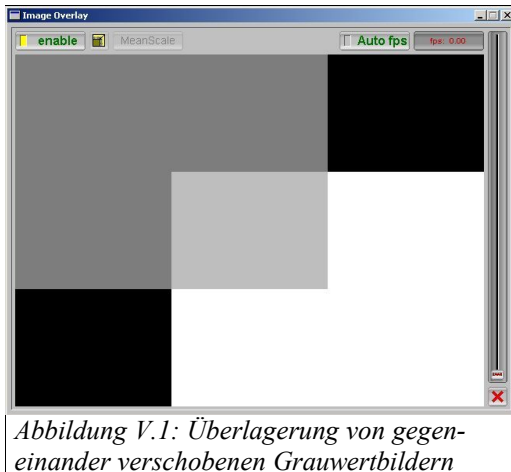 Image Overlay
enable MeanScale Auto fps fps: 0.00
Abbildung V.1: Überlagerung von gegen-
einander verschobenen Grauwertbildern